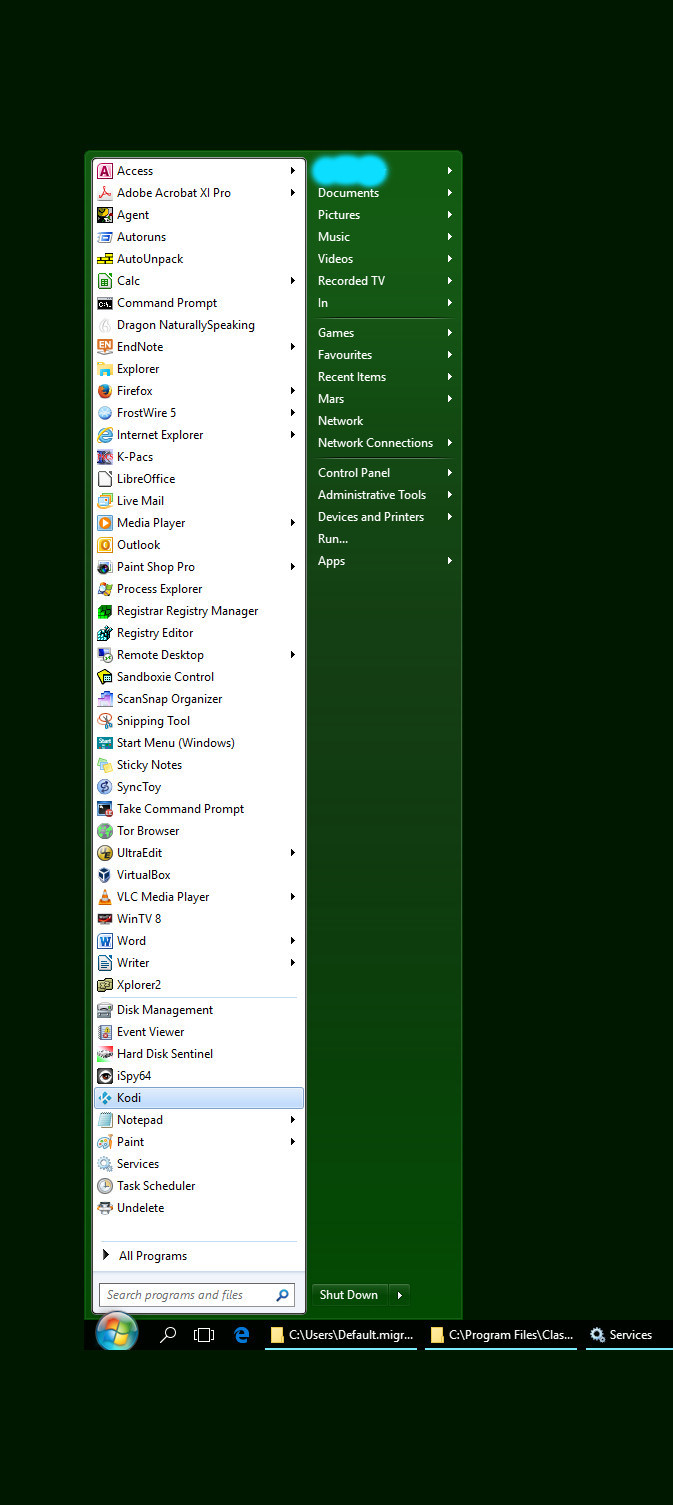 Access
Adobe Acrobat XI Pro
Agent
Autoruns
AutoUnpack
Calc
Command Prompt
Dragon NaturallySpeaking
EndNote
Explorer
Firefox
FrostWire 5
Internet Explorer
K-Pacs
LibreOffice
Live Mail
Media Player
Outlook
Paint Shop Pro
Process Explorer
Registrar Registry Manager
Registry Editor
Remote Desktop
Sandboxie Control
ScanSnap Organizer
Snipping Tool
Start Menu (Windows)
Sticky Notes
SyncToy
Take Command Prompt
Tor Browser
UltraEdit
VirtualBox
VLC Media Player
WinTV 8
Word
Writer
Xplorer2
Disk Management
Event Viewer
Hard Disk Sentinel
iSpy64
Kodi
Notepad
Paint
Services
Task Scheduler
Undelete
All Programs
Search programs and files
Documents
Pictures
Music
Videos
Recorded TV
In
Games
Favourites
Recent Items
Mars
Network
Network Connections
Control Panel
Administrative Tools
Devices and Printers
Run...
Apps
Shut Down
C:\Users\Default.migr...
C:\Program Files\Clas...
Services